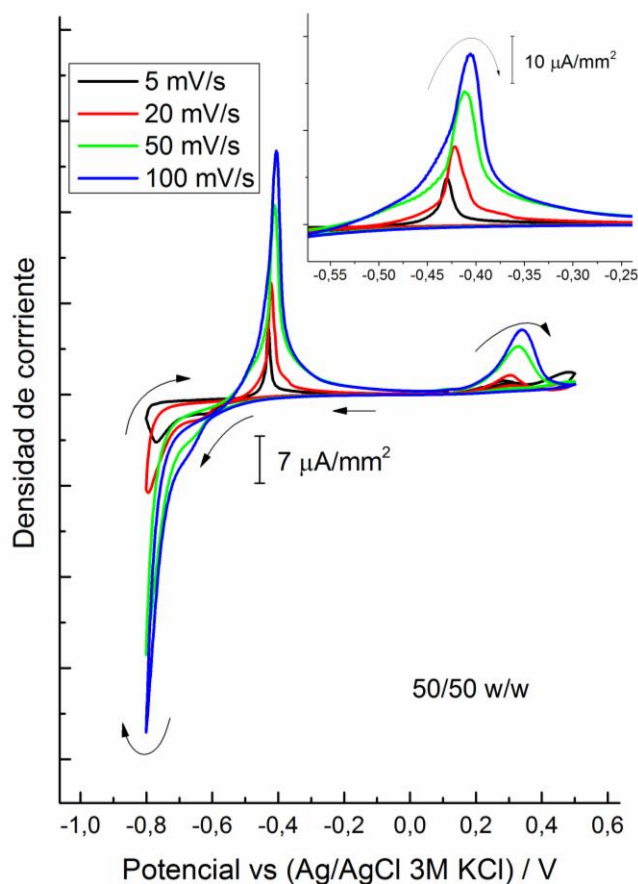 5 mV/s
20 mV/s
50 mV/s
100 mV/s
10 μA/mm²
-0,55 -0,50 -0,45 -0,40 -0,35 -0,30 -0,25
Densidad de corrriente
7 μA/mm²
50/50 w/w
-1,0 -0,8 -0,6 -0,4 -0,2 0,0 0,2 0,4 0,6
Potencial vs (Ag/AgCl 3M KCl) / V